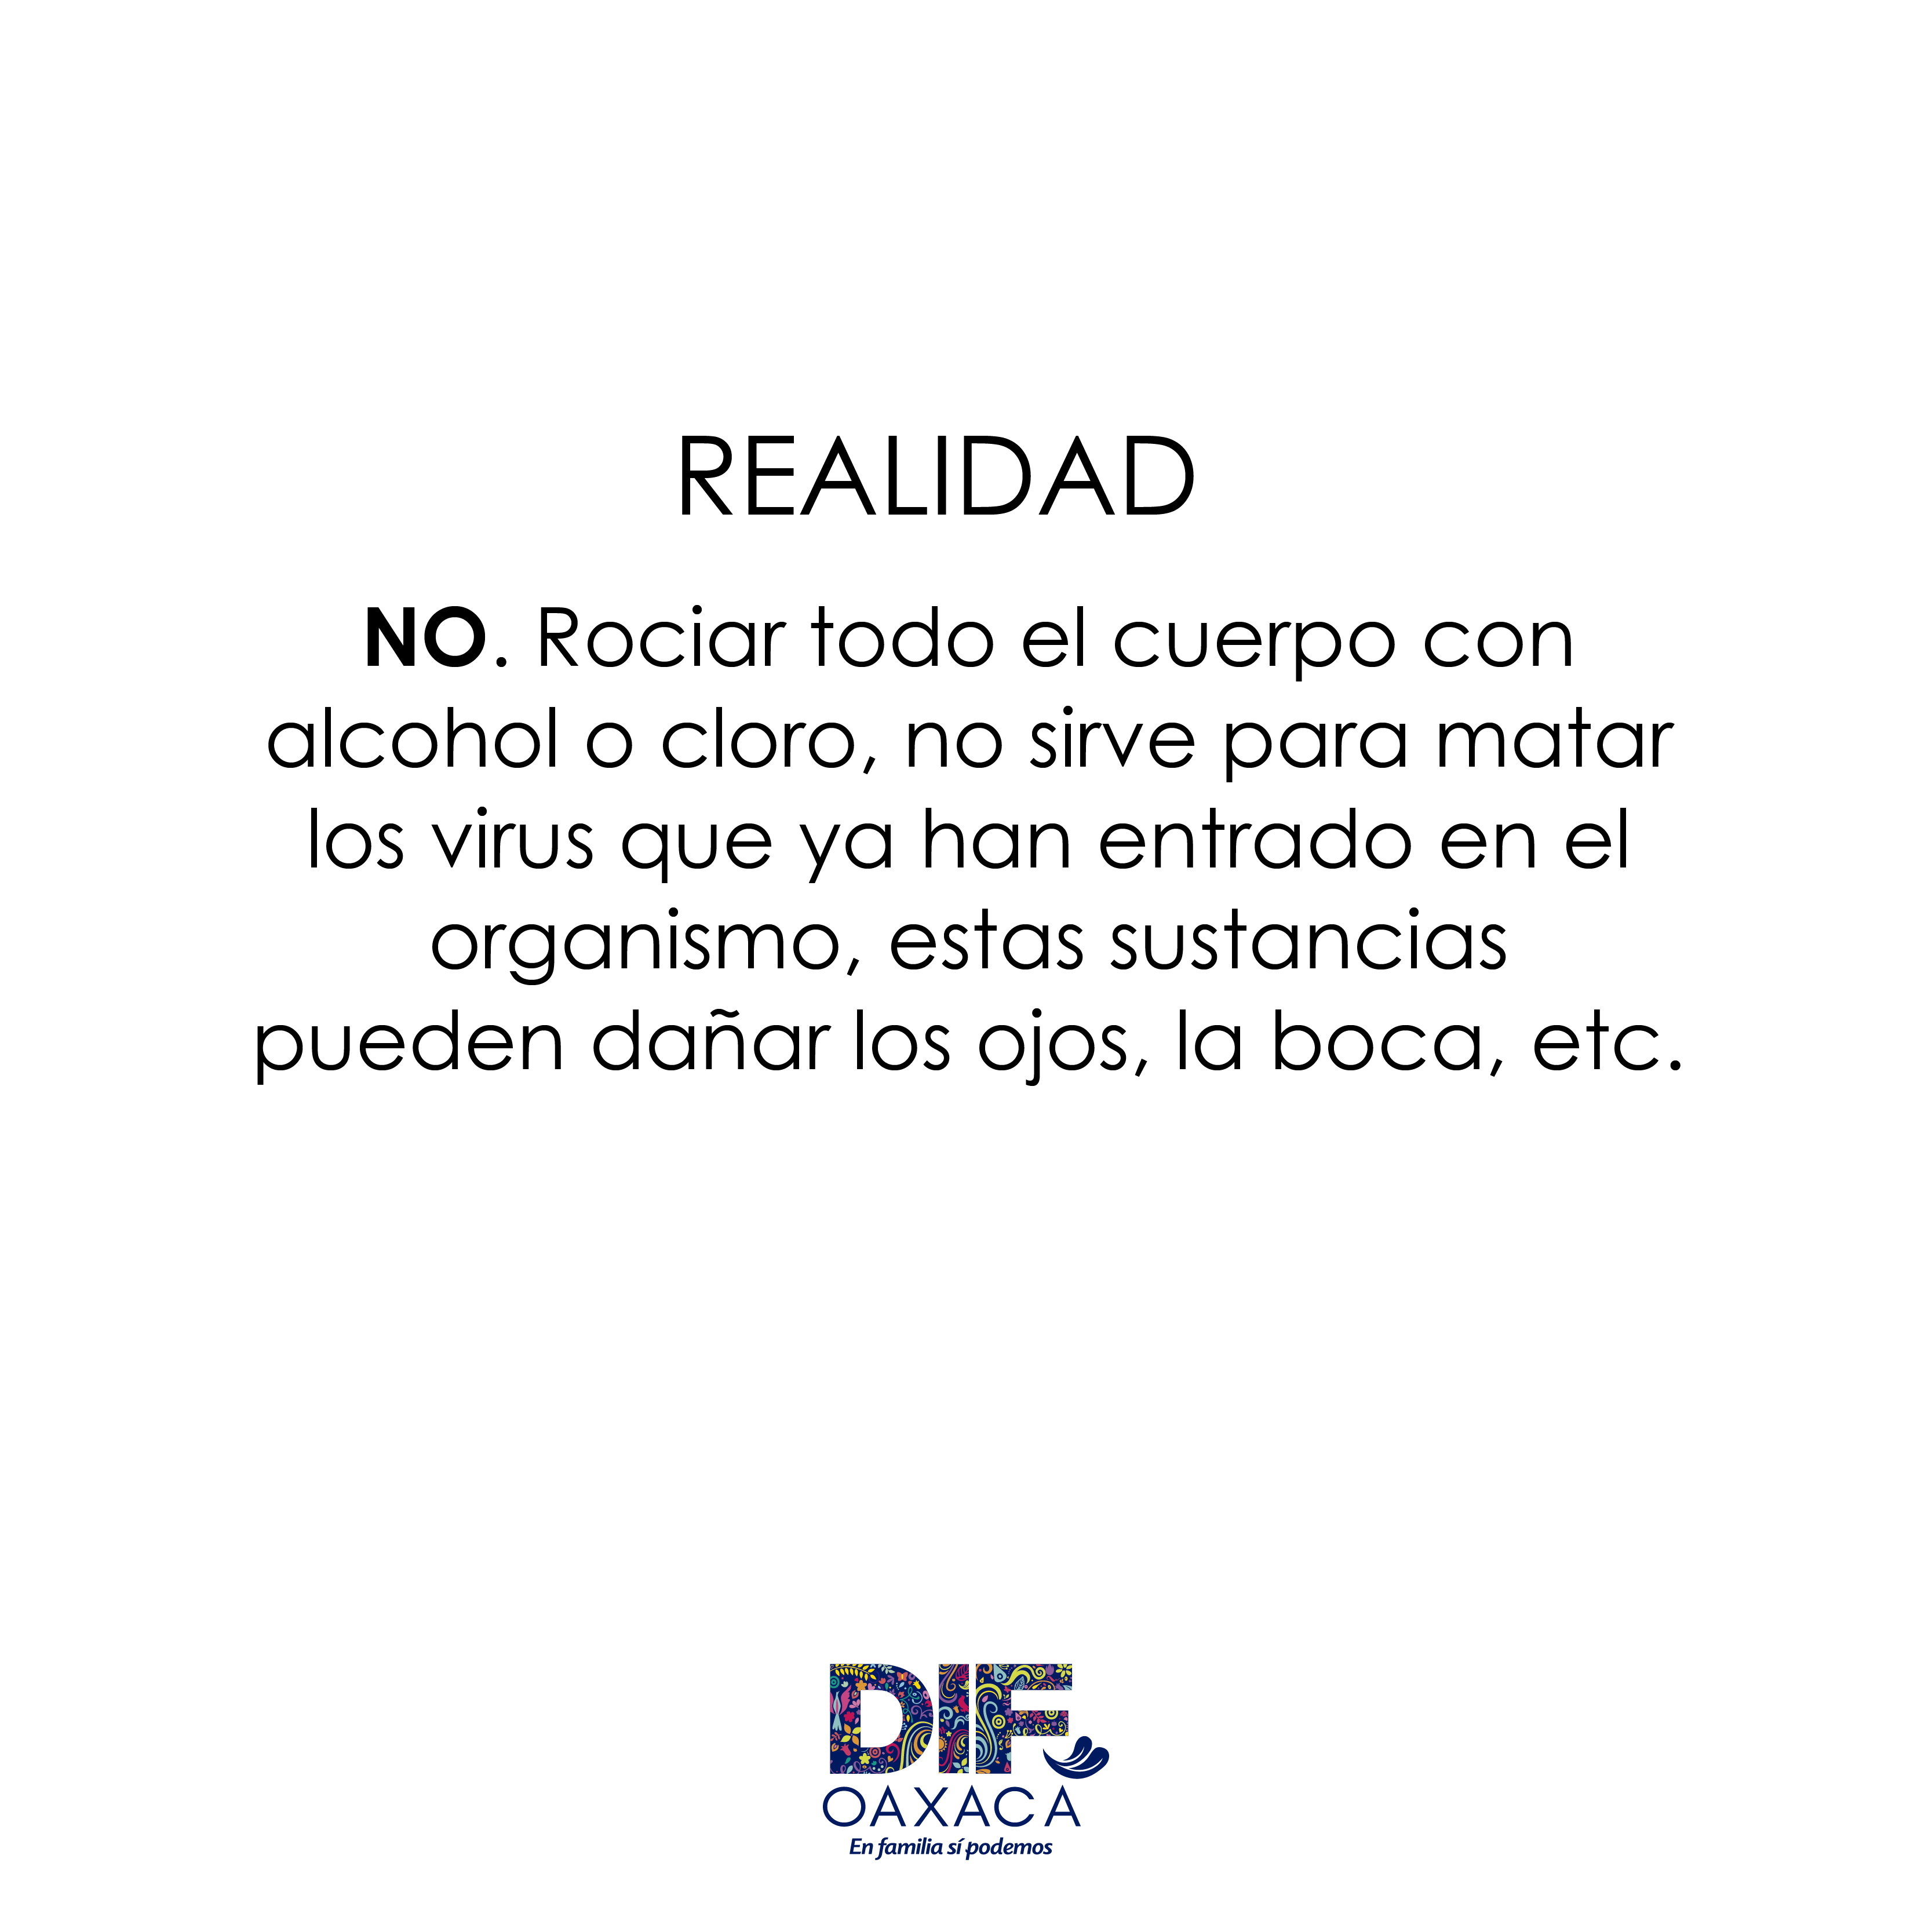 REALIDAD
NO. Rociar todo el cuerpo con
alcohol o cloro, no sirve para matar
los virus que ya han entrado en el
organismo, estas sustancias
pueden dañar los ojos, la boca, etc.
DIF
OAXACA
En familia sí podemos